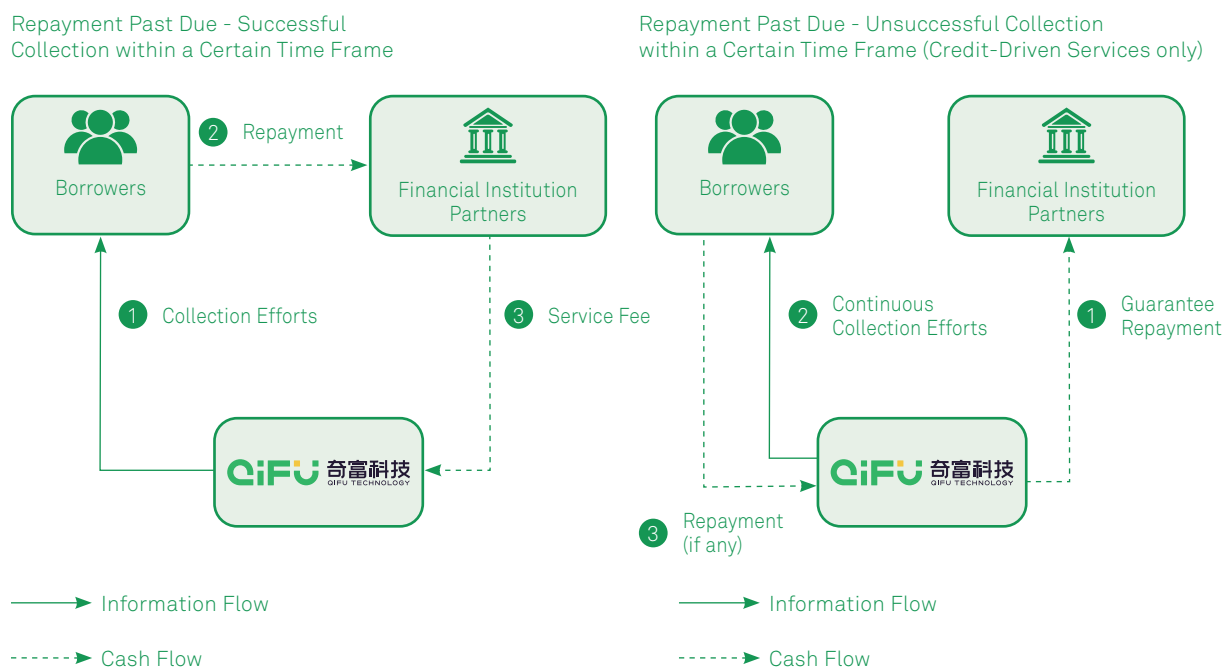 Repayment Past Due - Successful
Collection within a Certain Time Frame
2 Repayment
Borrowers
Financial Institution
Partners
1 Collection Efforts
3 Service Fee
QiFU 奇富科技
QIFU TECHNOLOGY
Information Flow
Cash Flow
Repayment Past Due - Unsuccessful Collection
within a Certain Time Frame (Credit-Driven Services only)
Borrowers
Financial Institution
Partners
2 Continuous
Collection Efforts
1 Guarantee
Repayment
QiFU 奇富科技
QIFU TECHNOLOGY
3 Repayment
(if any)
Information Flow
Cash Flow